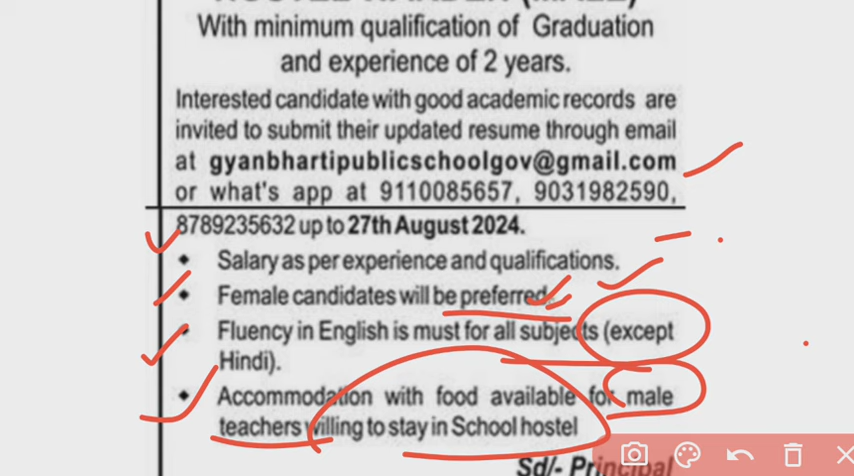 With minimum qualification of Graduation
and experience of 2 years.
Interested candidate with good academic records are
invited to submit their updated resume through email
at gyanbhartipublicschoolgov@gmail.com
or what's app at 9110085657, 9031982590,
8789235632 up to 27th August 2024.
Salary as per experience and qualifications.
Female candidates will be preferred.
Fluency in English is must for all subjects (except
Hindi).
Accommodation with food available for male
teachers willing to stay in School hostel
Sd/- Principal